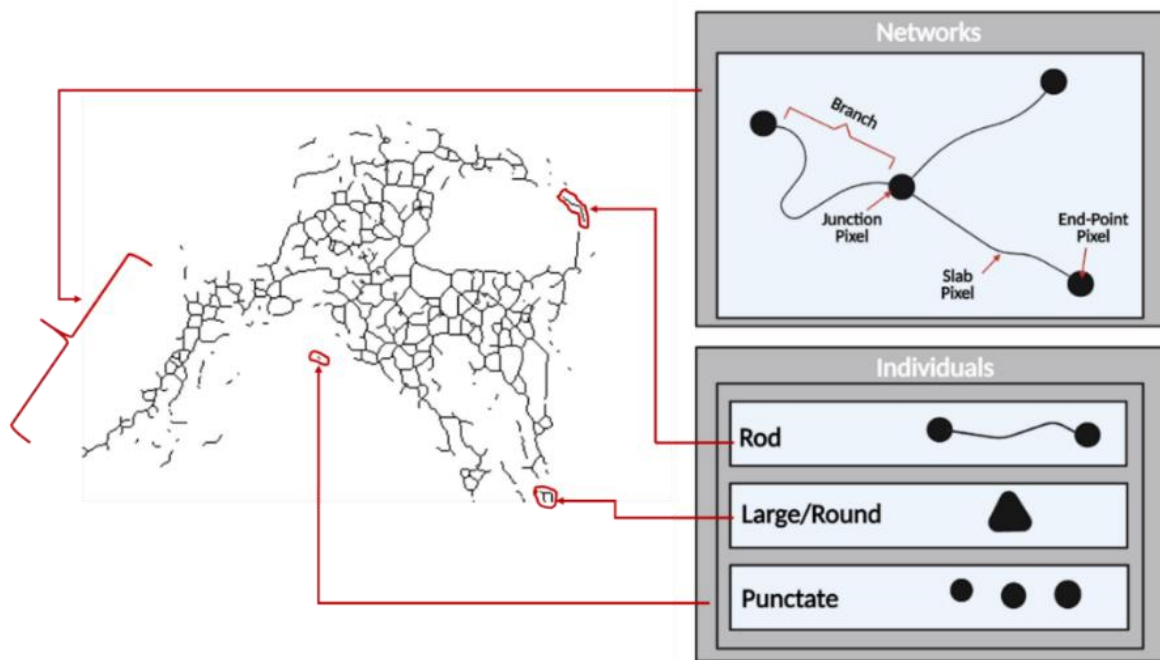 Networks
Branch
Junction
Pixel
End-Point
Pixel
Slab
Pixel
Individuals
Rod
Large/Round
Punctate